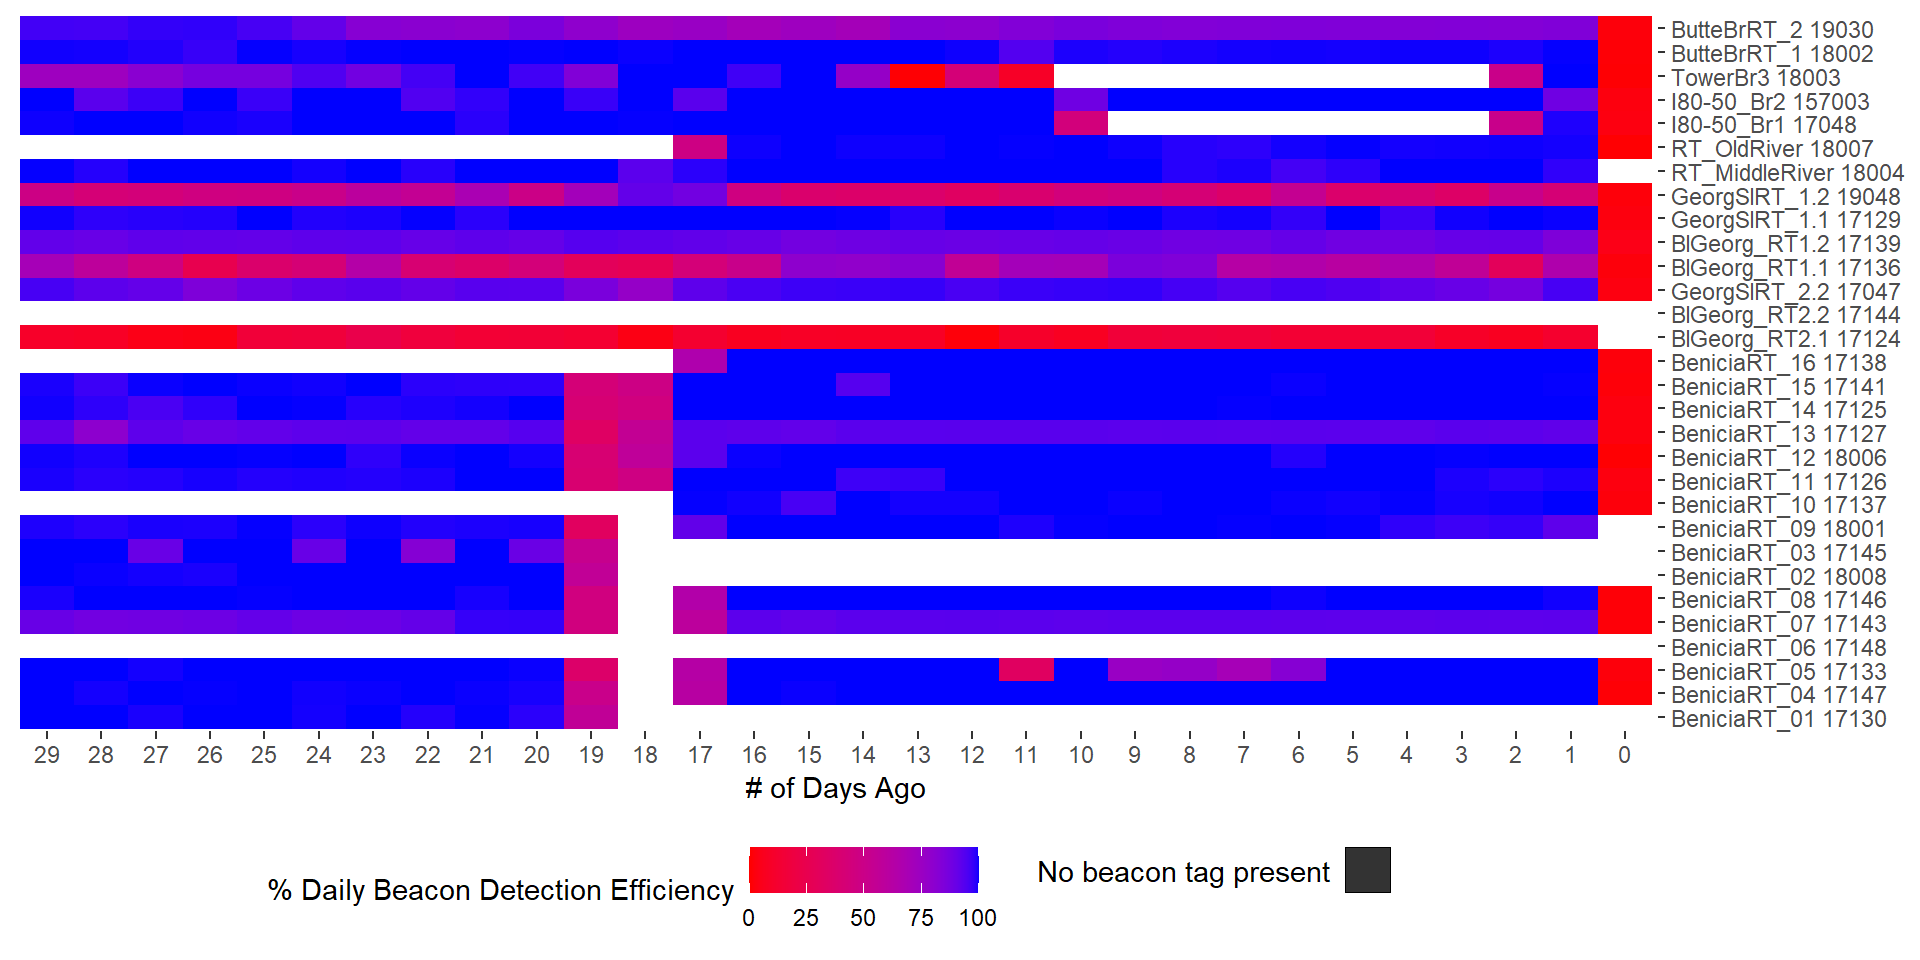 ButteBrRT_2 19030
ButteBrRT_1 18002
TowerBr3 18003
I80-50_Br2 157003
I80-50_Br1 17048
RT_OldRiver 18007
RT_MiddleRiver 18004
GeorgSlRT_1.2 19048
GeorgSlRT_1.1 17129
BlGeorg_RT1.2 17139
BlGeorg_RT1.1 17136
GeorgSlRT_2.2 17047
BlGeorg_RT2.2 17144
BlGeorg_RT2.1 17124
BeniciaRT_16 17138
BeniciaRT_15 17141
BeniciaRT_14 17125
BeniciaRT_13 17127
BeniciaRT_12 18006
BeniciaRT_11 17126
BeniciaRT_10 17137
BeniciaRT_09 18001
BeniciaRT_03 17145
BeniciaRT_02 18008
BeniciaRT_08 17146
BeniciaRT_07 17143
BeniciaRT_06 17148
BeniciaRT_05 17133
BeniciaRT_04 17147
BeniciaRT_01 17130
29 28 27 26 25 24 23 22 21 20 19 18 17 16 15 14 13 12 11 10 9 8 7 6 5 4 3 2 1 0
# of Days Ago
% Daily Beacon Detection Efficiency
0 25 50 75 100
No beacon tag present